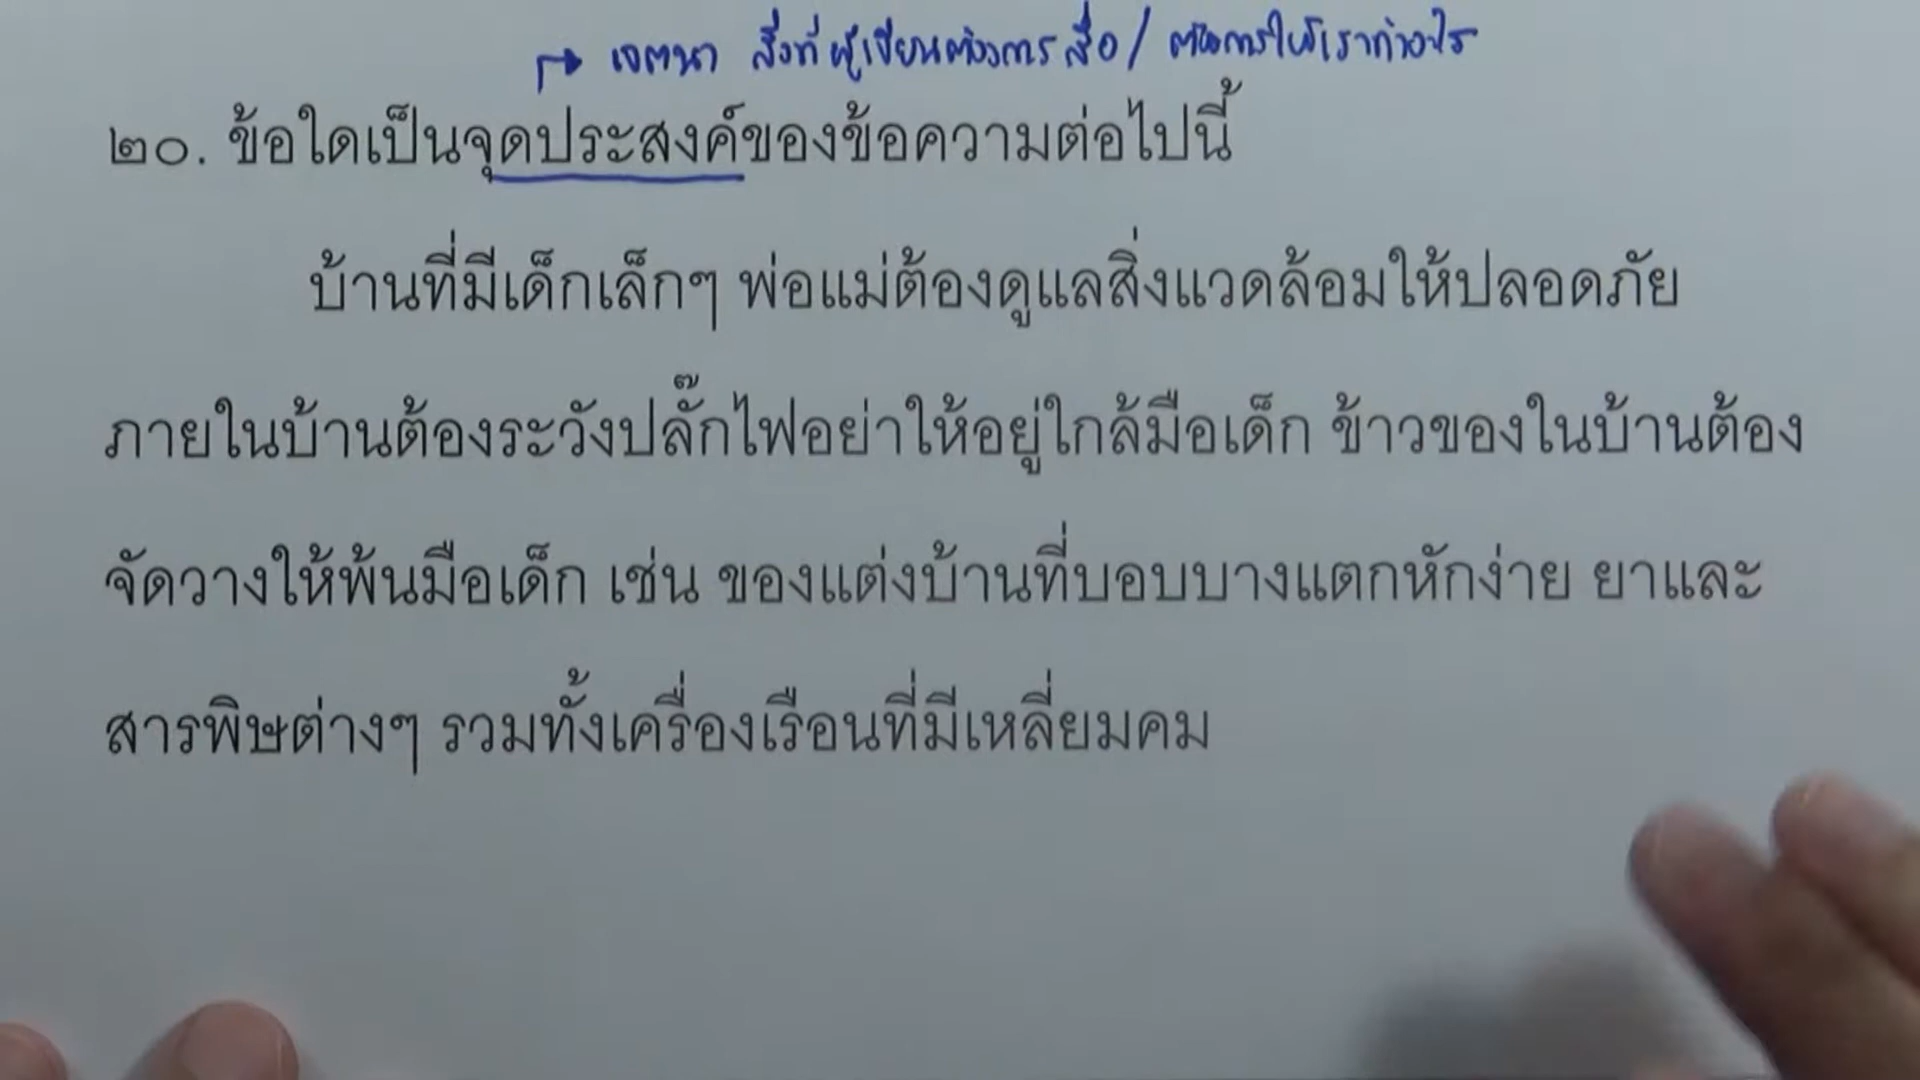 → เจตนา สิ่งที่ผู้เขียนต้องการสื่อ / ต้องการให้เราทำอะไร
๒๐. ข้อใดเป็นจุดประสงค์ของข้อความต่อไปนี้
บ้านที่มีเด็กเล็กๆ พ่อแม่ต้องดูแลสิ่งแวดล้อมให้ปลอดภัย
ภายในบ้านต้องระวังปลั๊กไฟอย่าให้อยู่ใกล้มือเด็ก ข้าวของในบ้านต้อง
จัดวางให้พ้นมือเด็ก เช่น ของแต่งบ้านที่บอบบางแตกหักง่าย ยาและ
สารพิษต่างๆ รวมทั้งเครื่องเรือนที่มีเหลี่ยมคม